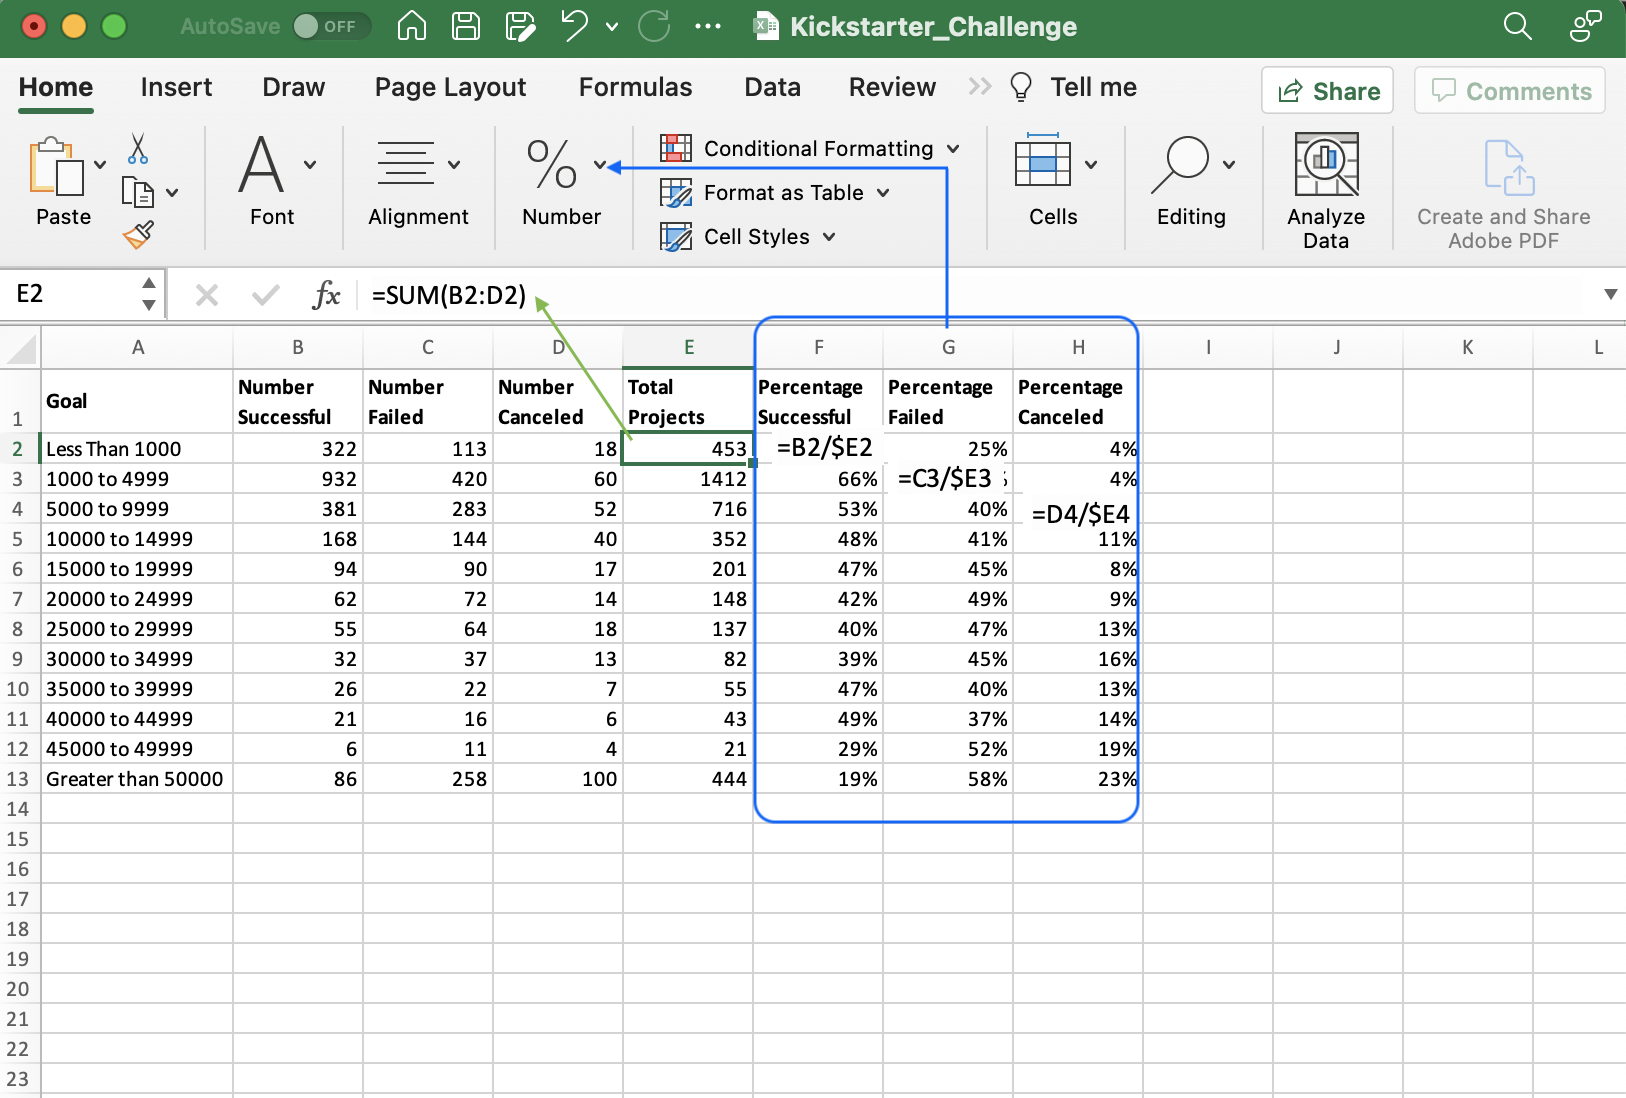 AutoSave OFF Kickstarter_Challenge
Home Insert Draw Page Layout Formulas Data Review Tell me Share Comments
Paste Font Alignment % Number Conditional Formatting Format as Table Cell Styles Cells Editing Analyze Data Create and Share Adobe PDF
E2 fx =SUM(B2:D2)
A B C D E F G H I J K L
1 Goal Number Successful Number Failed Number Canceled Total Projects Percentage Successful Percentage Failed Percentage Canceled
2 Less Than 1000 322 113 18 453 =B2/$E2 25% 4%
3 1000 to 4999 932 420 60 1412 66% =C3/$E3 4%
4 5000 to 9999 381 283 52 716 53% 40% =D4/$E4
5 10000 to 14999 168 144 40 352 48% 41% 11%
6 15000 to 19999 94 90 17 201 47% 45% 8%
7 20000 to 24999 62 72 14 148 42% 49% 9%
8 25000 to 29999 55 64 18 137 40% 47% 13%
9 30000 to 34999 32 37 13 82 39% 45% 16%
10 35000 to 39999 26 22 7 55 47% 40% 13%
11 40000 to 44999 21 16 6 43 49% 37% 14%
12 45000 to 49999 6 11 4 21 29% 52% 19%
13 Greater than 50000 86 258 100 444 19% 58% 23%
14
15
16
17
18
19
20
21
22
23